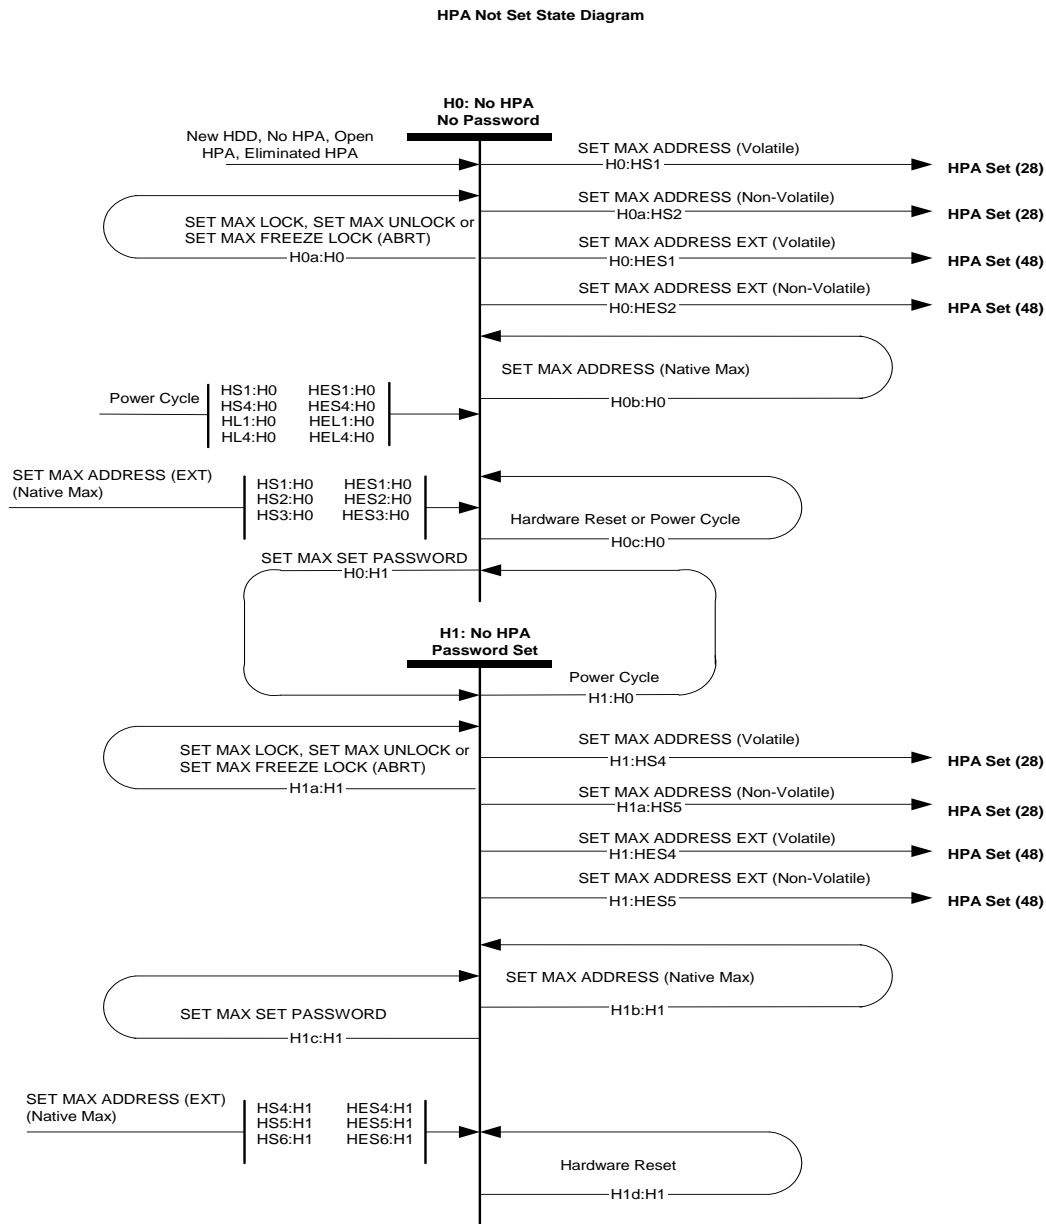 HPA Not Set State Diagram
H0: No HPA
No Password
New HDD, No HPA, Open
HPA, Eliminated HPA
SET MAX ADDRESS (Volatile)
H0:HS1
HPA Set (28)
SET MAX ADDRESS (Non-Volatile)
H0a:HS2
HPA Set (28)
SET MAX LOCK, SET MAX UNLOCK or
SET MAX FREEZE LOCK (ABRT)
H0a:H0
SET MAX ADDRESS EXT (Volatile)
H0:HES1
HPA Set (48)
SET MAX ADDRESS EXT (Non-Volatile)
H0:HES2
HPA Set (48)
SET MAX ADDRESS (Native Max)
H0b:H0
Power Cycle
HS1:H0 HES1:H0
HS4:H0 HES4:H0
HL1:H0 HEL1:H0
HL4:H0 HEL4:H0
SET MAX ADDRESS (EXT)
(Native Max)
HS1:H0 HES1:H0
HS2:H0 HES2:H0
HS3:H0 HES3:H0
Hardware Reset or Power Cycle
H0c:H0
SET MAX SET PASSWORD
H0:H1
H1: No HPA
Password Set
Power Cycle
H1:H0
SET MAX LOCK, SET MAX UNLOCK or
SET MAX FREEZE LOCK (ABRT)
H1a:H1
SET MAX ADDRESS (Volatile)
H1:HS4
HPA Set (28)
SET MAX ADDRESS (Non-Volatile)
H1a:HS5
HPA Set (28)
SET MAX ADDRESS EXT (Volatile)
H1:HES4
HPA Set (48)
SET MAX ADDRESS EXT (Non-Volatile)
H1:HES5
HPA Set (48)
SET MAX ADDRESS (Native Max)
H1b:H1
SET MAX SET PASSWORD
H1c:H1
SET MAX ADDRESS (EXT)
(Native Max)
HS4:H1 HES4:H1
HS5:H1 HES5:H1
HS6:H1 HES6:H1
Hardware Reset
H1d:H1